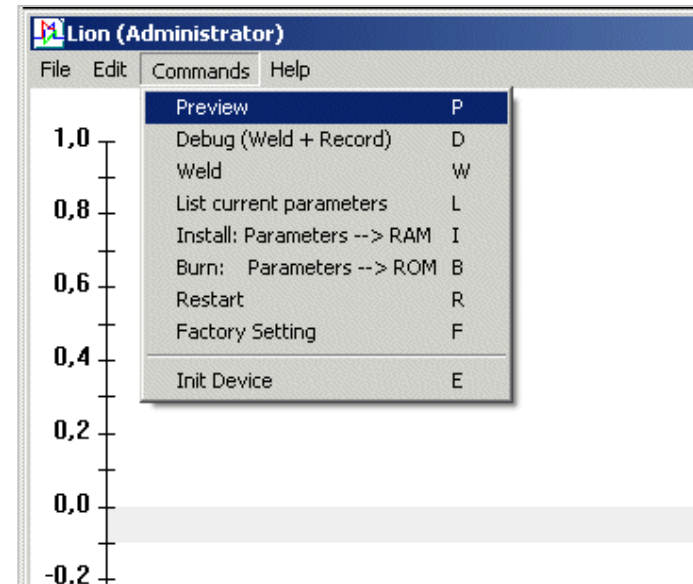 Lion (Administrator)
File Edit Commands Help
Preview P
Debug (Weld + Record) D
Weld W
List current parameters L
Install: Parameters --> RAM I
Burn: Parameters --> ROM B
Restart R
Factory Setting F
Init Device E
1,0
0,8
0,6
0,4
0,2
0,0
-0,2